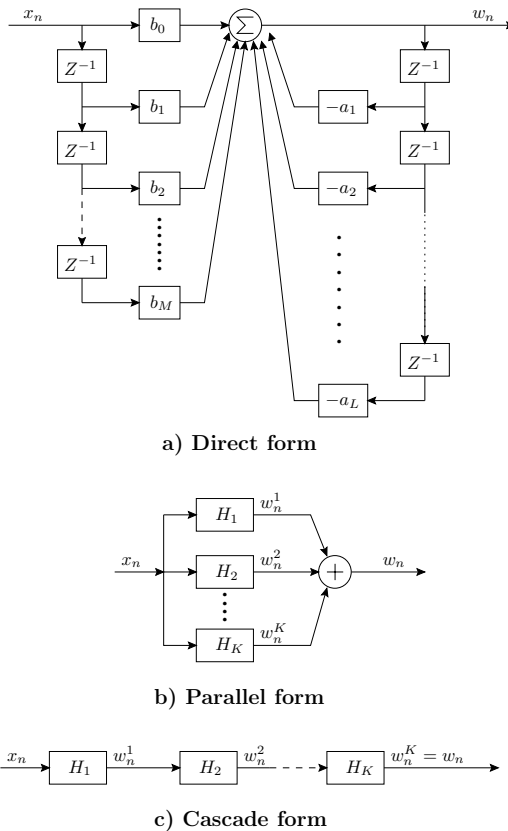 x_n w_n
b_0 Σ
Z^{-1} Z^{-1}
b_1 -a_1
Z^{-1} Z^{-1}
b_2 -a_2
Z^{-1}
b_M
Z^{-1}
-a_L
a) Direct form
H_1 w_n^1
x_n H_2 w_n^2 + w_n
H_K w_n^K
b) Parallel form
x_n H_1 w_n^1 H_2 w_n^2 H_K w_n^K = w_n
c) Cascade form